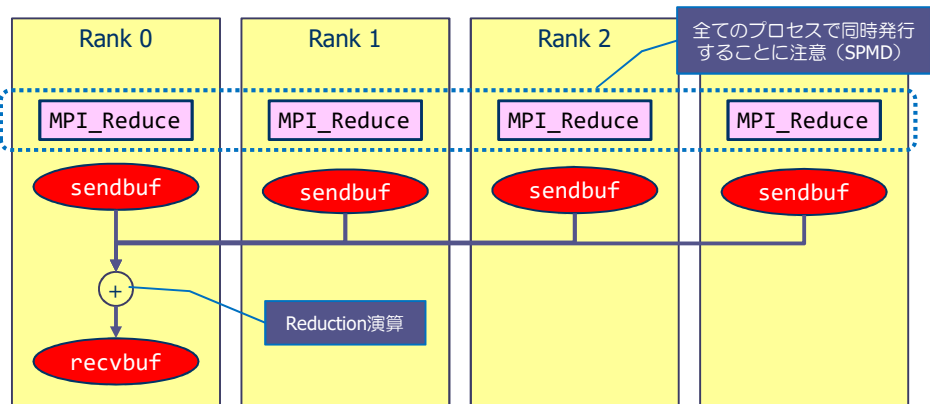 Rank 0
Rank 1
Rank 2
全てのプロセスで同時発行
することに注意（SPMD）
MPI_Reduce
MPI_Reduce
MPI_Reduce
MPI_Reduce
sendbuf
sendbuf
sendbuf
sendbuf
+
Reduction演算
recvbuf